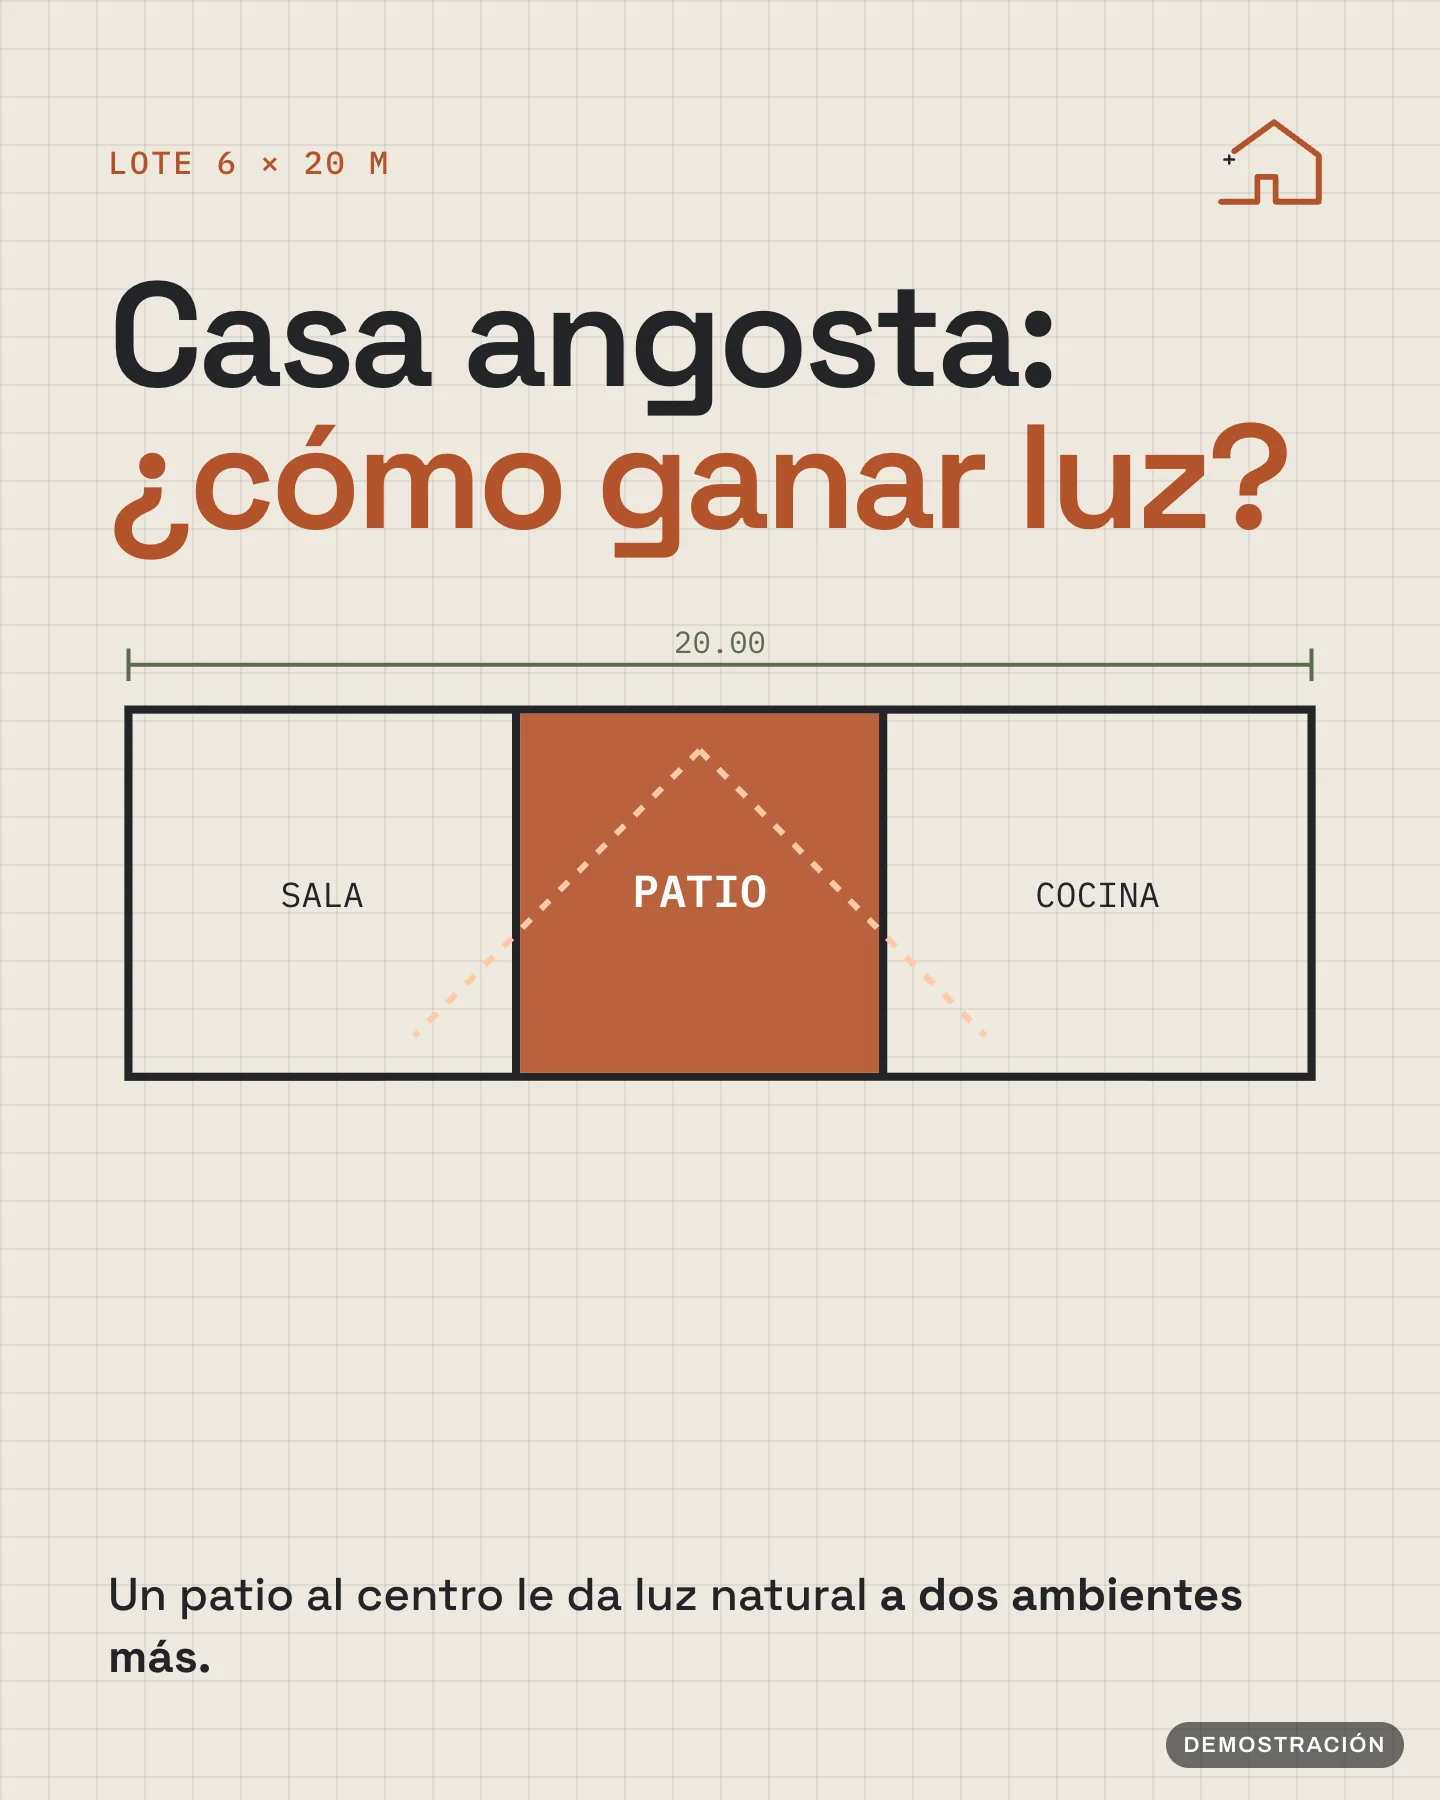 LOTE 6 × 20 M
Casa angosta:
¿cómo ganar luz?
20.00
SALA
PATIO
COCINA
Un patio al centro le da luz natural a dos ambientes
más.
DEMOSTRACIÓN